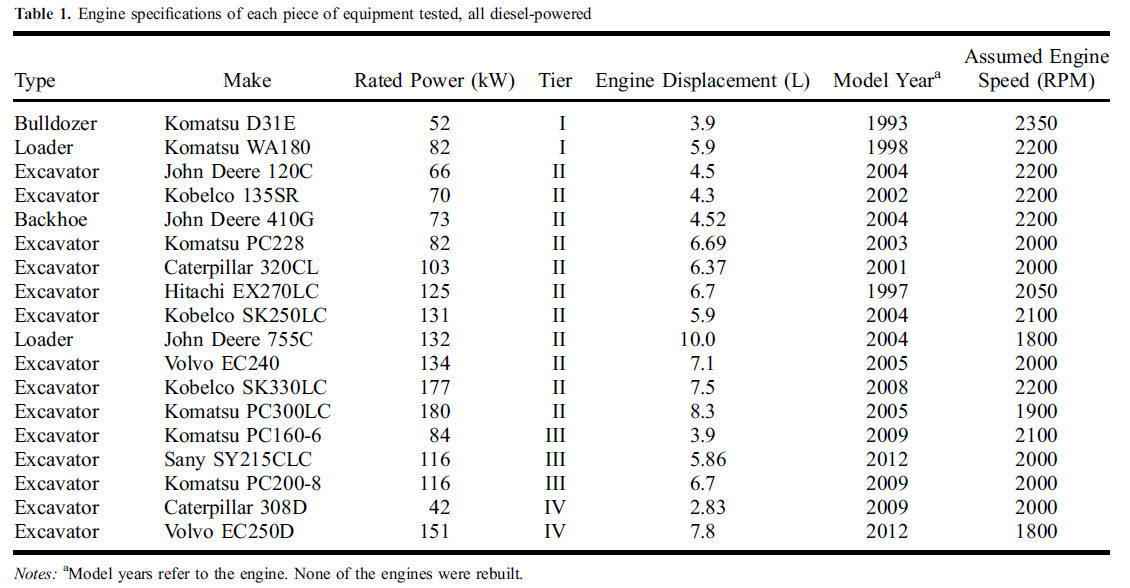 Table 1. Engine specifications of each piece of equipment tested, all diesel-powered
Assumed Engine
Type Make Rated Power (kW) Tier Engine Displacement (L) Model Yearᵃ Speed (RPM)
Bulldozer Komatsu D31E 52 I 3.9 1993 2350
Loader Komatsu WA180 82 I 5.9 1998 2200
Excavator John Deere 120C 66 II 4.5 2004 2200
Excavator Kobelco 135SR 70 II 4.3 2002 2200
Backhoe John Deere 410G 73 II 4.52 2004 2200
Excavator Komatsu PC228 82 II 6.69 2003 2000
Excavator Caterpillar 320CL 103 II 6.37 2001 2000
Excavator Hitachi EX270LC 125 II 6.7 1997 2050
Excavator Kobelco SK250LC 131 II 5.9 2004 2100
Loader John Deere 755C 132 II 10.0 2004 1800
Excavator Volvo EC240 134 II 7.1 2005 2000
Excavator Kobelco SK330LC 177 II 7.5 2008 2200
Excavator Komatsu PC300LC 180 II 8.3 2005 1900
Excavator Komatsu PC160-6 84 III 3.9 2009 2100
Excavator Sany SY215CLC 116 III 5.86 2012 2000
Excavator Komatsu PC200-8 116 III 6.7 2009 2000
Excavator Caterpillar 308D 42 IV 2.83 2009 2000
Excavator Volvo EC250D 151 IV 7.8 2012 1800
Notes: ᵃModel years refer to the engine. None of the engines were rebuilt.